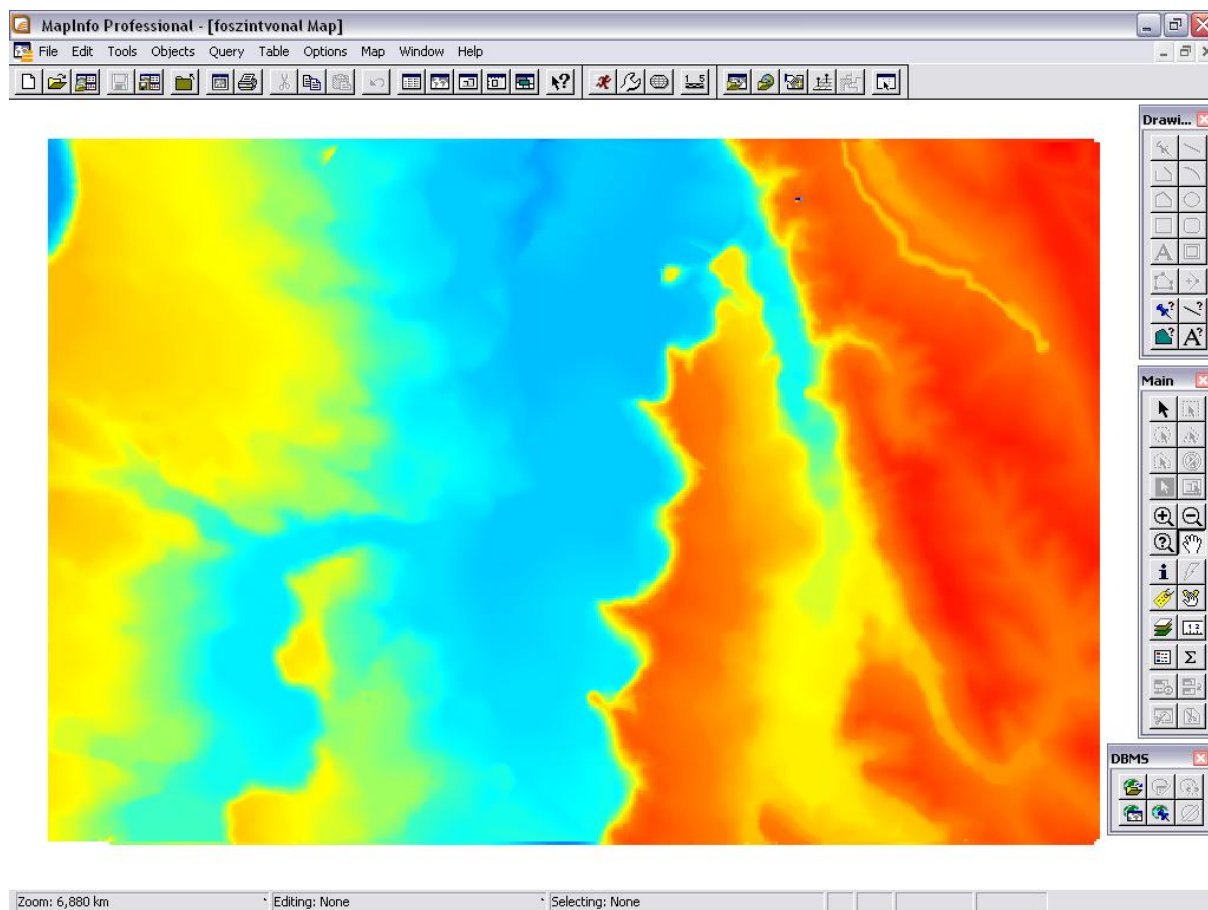 MapInfo Professional - [foszintvonal Map]
File Edit Tools Objects Query Table Options Map Window Help
Drawi...
A
A?
Main
i
Σ
DBMS
Zoom: 6,880 km
Editing: None
Selecting: None